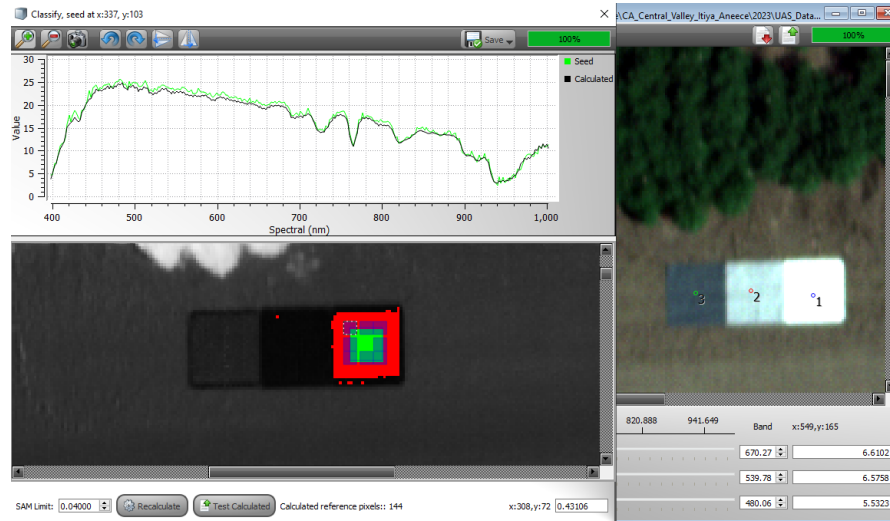 Classify, seed at x:337, y:103
\CA_Central_Valley_Itiya_Aneece\2023\UAS_Data...
Save
100%
100%
30
25
20
15
10
5
0
Value
Seed
Calculated
400
500
600
700
800
900
1,000
Spectral (nm)
3
2
1
820.888
941.649
Band
x:549,y:165
670.27
6.6102
539.78
6.5758
480.06
5.5323
SAM Limit:
0.04000
Recalculate
Test Calculated
Calculated reference pixels:: 144
x:308,y:72
0.43106